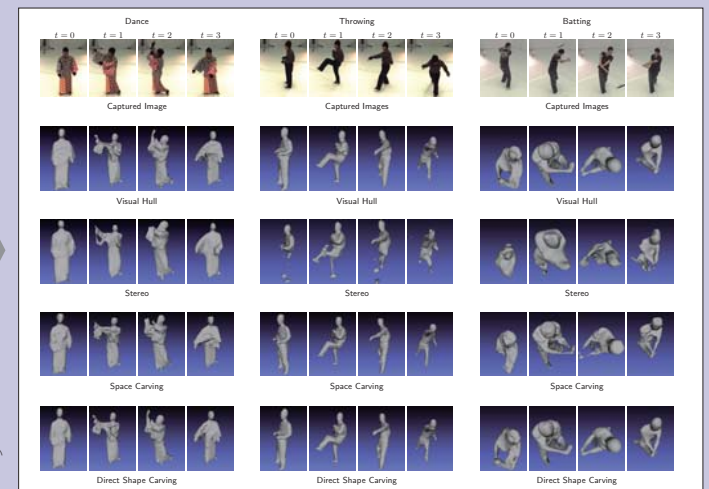 Dance Throwing Batting
t = 0 t = 1 t = 2 t = 3 t = 0 t = 1 t = 2 t = 3 t = 0 t = 1 t = 2 t = 3
Captured Image Captured Images Captured Images
Visual Hull Visual Hull Visual Hull
Stereo Stereo Stereo
Space Carving Space Carving Space Carving
Direct Shape Carving Direct Shape Carving Direct Shape Carving